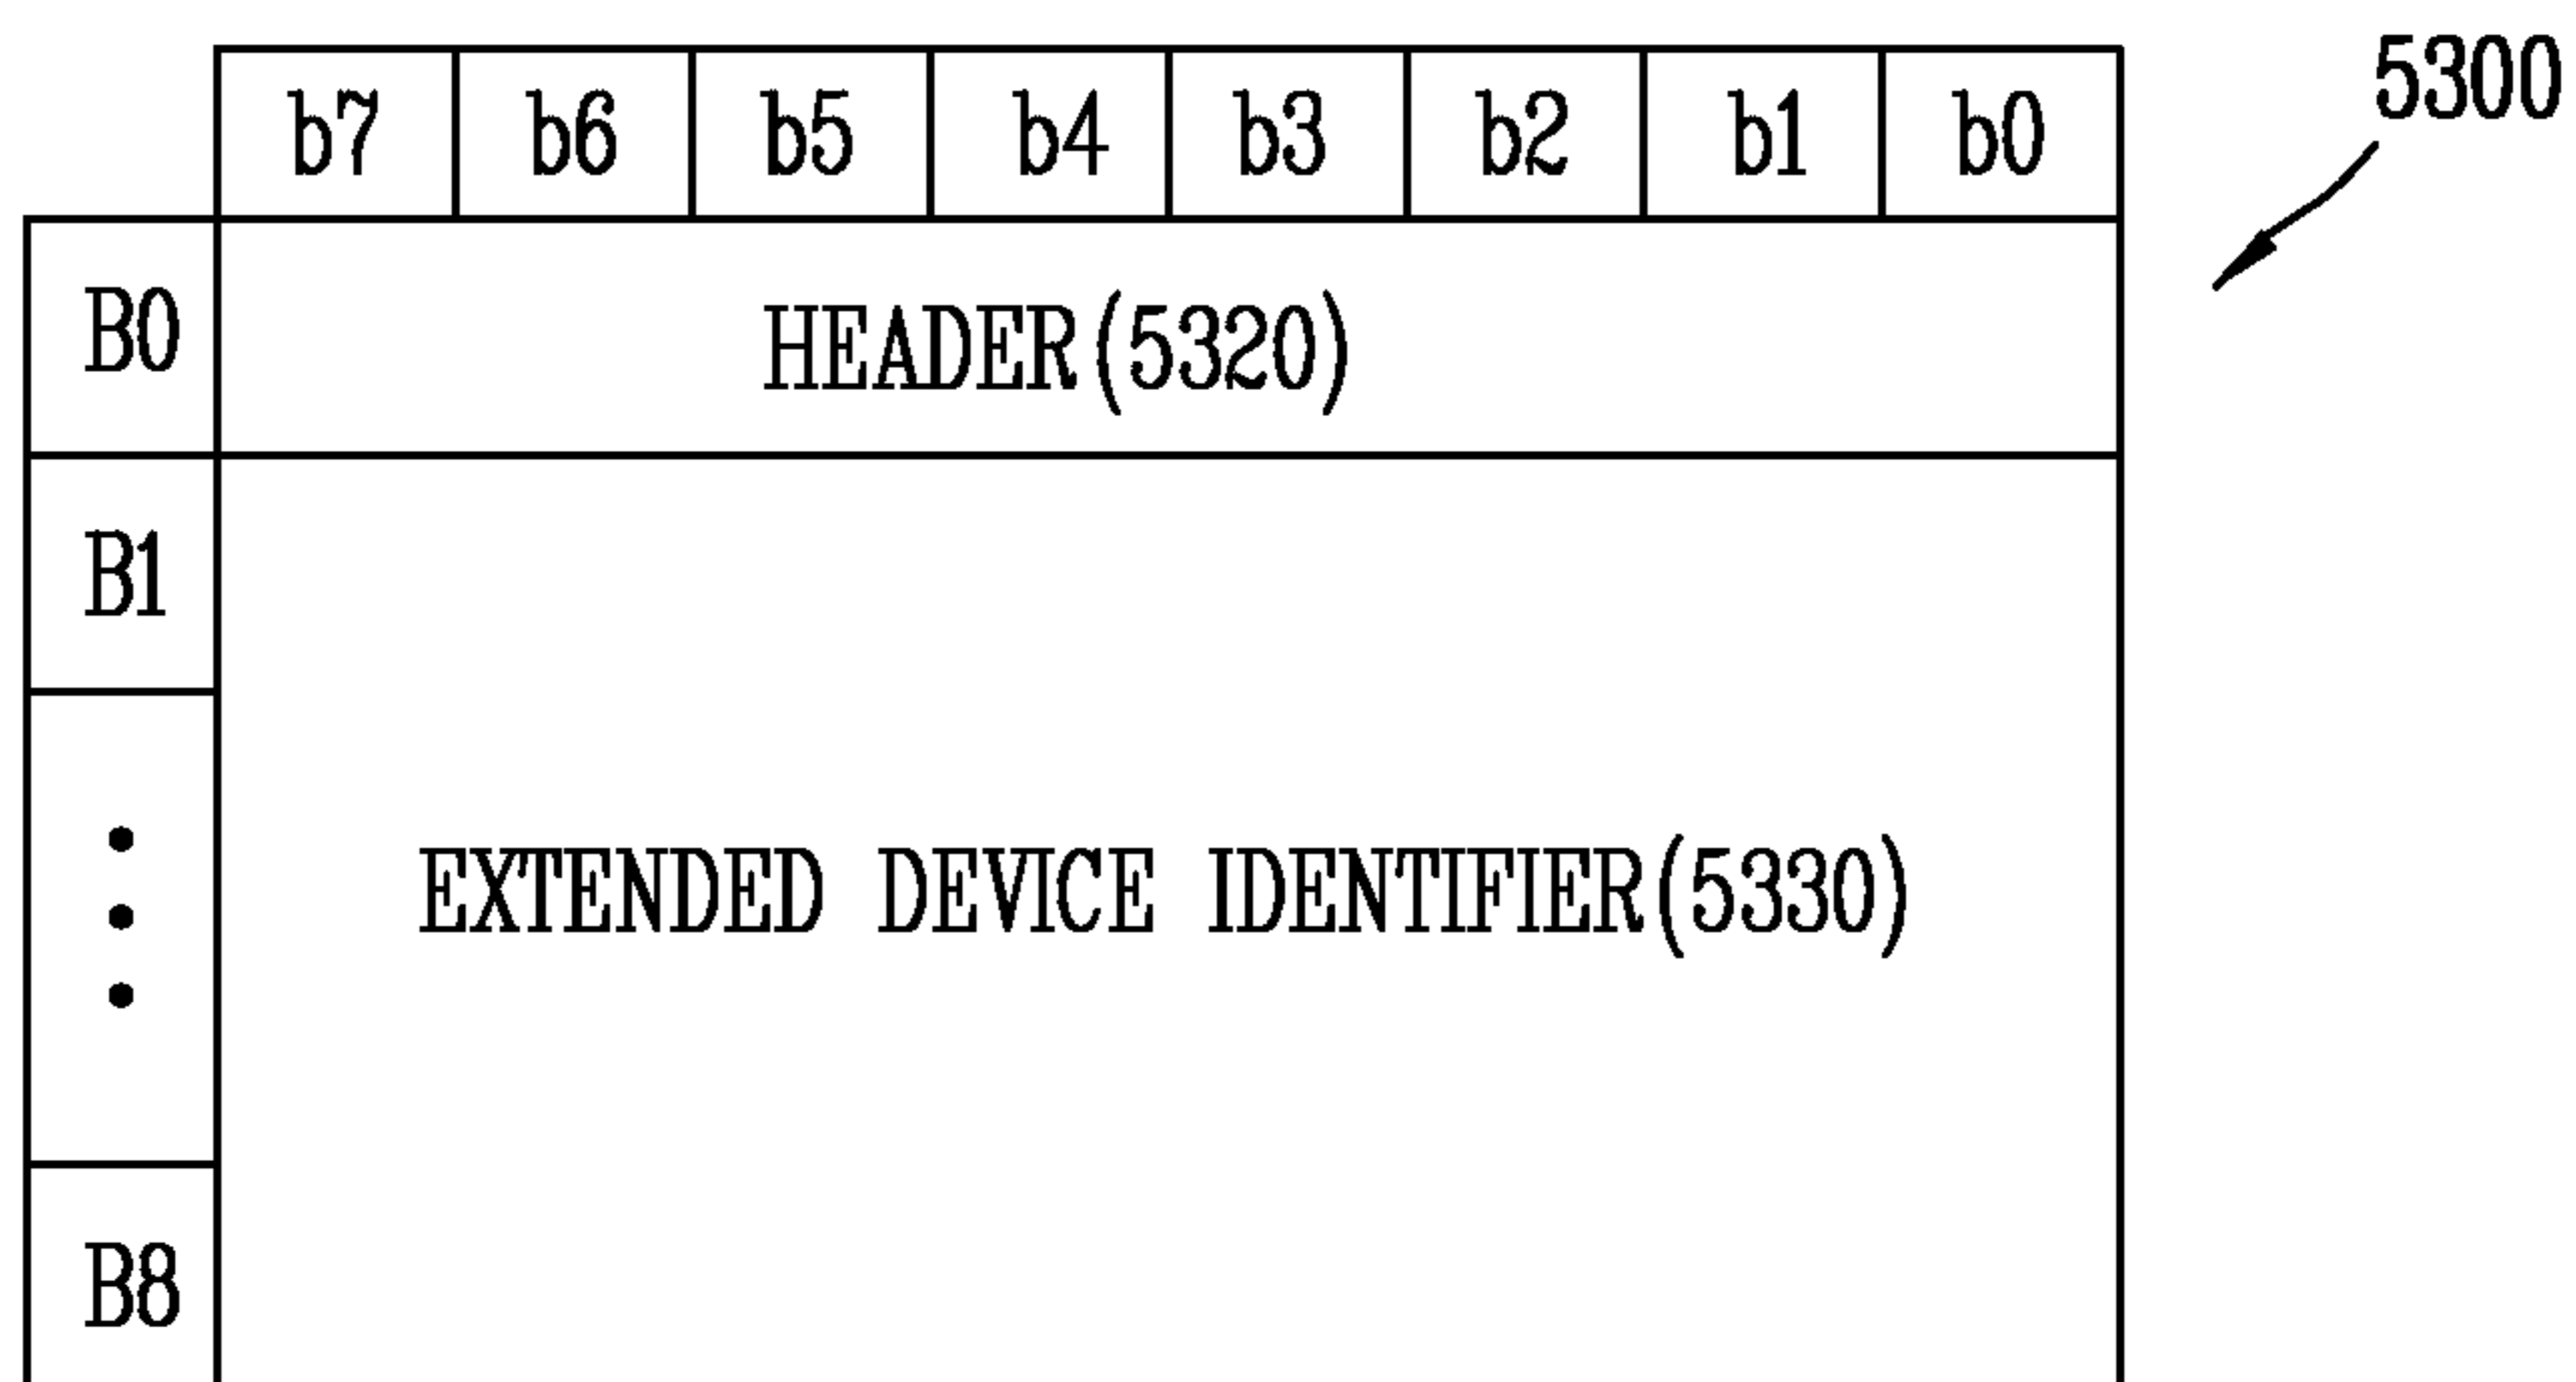 5300
b7 b6 b5 b4 b3 b2 b1 b0
B0 HEADER(5320)
B1
EXTENDED DEVICE IDENTIFIER(5330)
B8